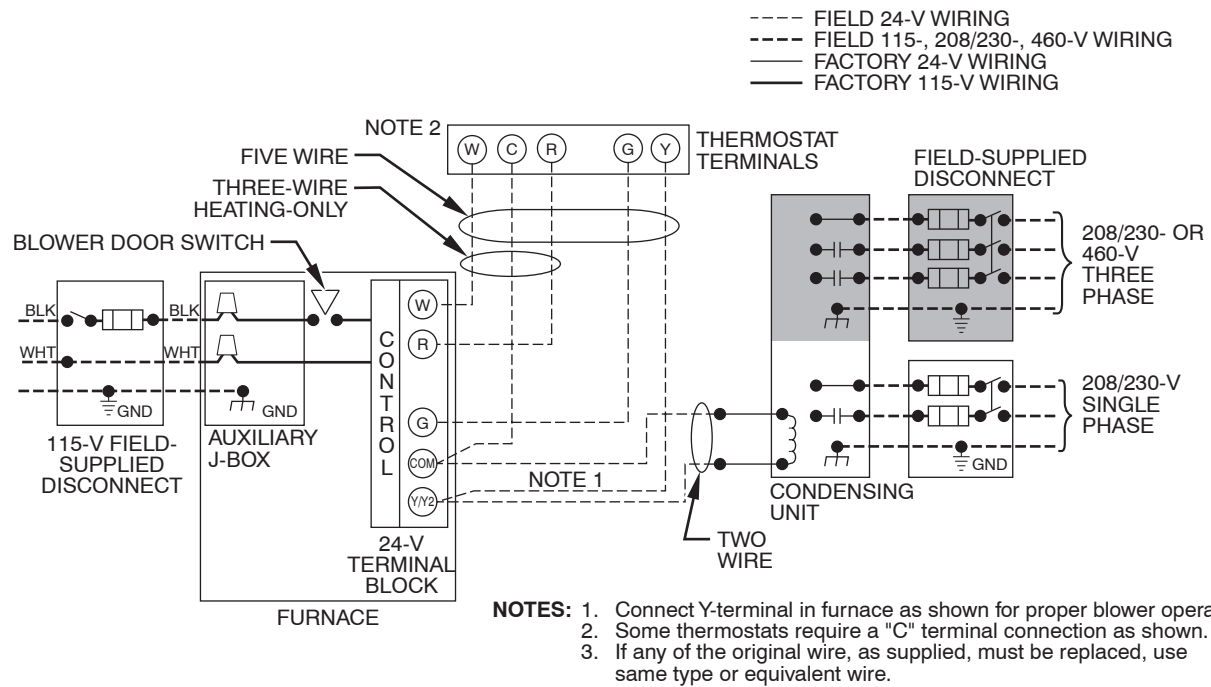 FIELD 24-V WIRING
FIELD 115-, 208/230-, 460-V WIRING
FACTORY 24-V WIRING
FACTORY 115-V WIRING
NOTE 2
W
C
R
G
Y
THERMOSTAT
TERMINALS
FIVE WIRE
THREE-WIRE
HEATING-ONLY
BLOWER DOOR SWITCH
FIELD-SUPPLIED
DISCONNECT
208/230- OR
460-V
THREE
PHASE
BLK
BLK
WHT
WHT
GND
GND
115-V FIELD-
SUPPLIED
DISCONNECT
AUXILIARY
J-BOX
CONTROL
W
R
G
COM
Y/Y2
24-V
TERMINAL
BLOCK
FURNACE
NOTE 1
TWO
WIRE
CONDENSING
UNIT
208/230-V
SINGLE
PHASE
GND
NOTES: 1. Connect Y-terminal in furnace as shown for proper blower opera
2. Some thermostats require a "C" terminal connection as shown.
3. If any of the original wire, as supplied, must be replaced, use
same type or equivalent wire.